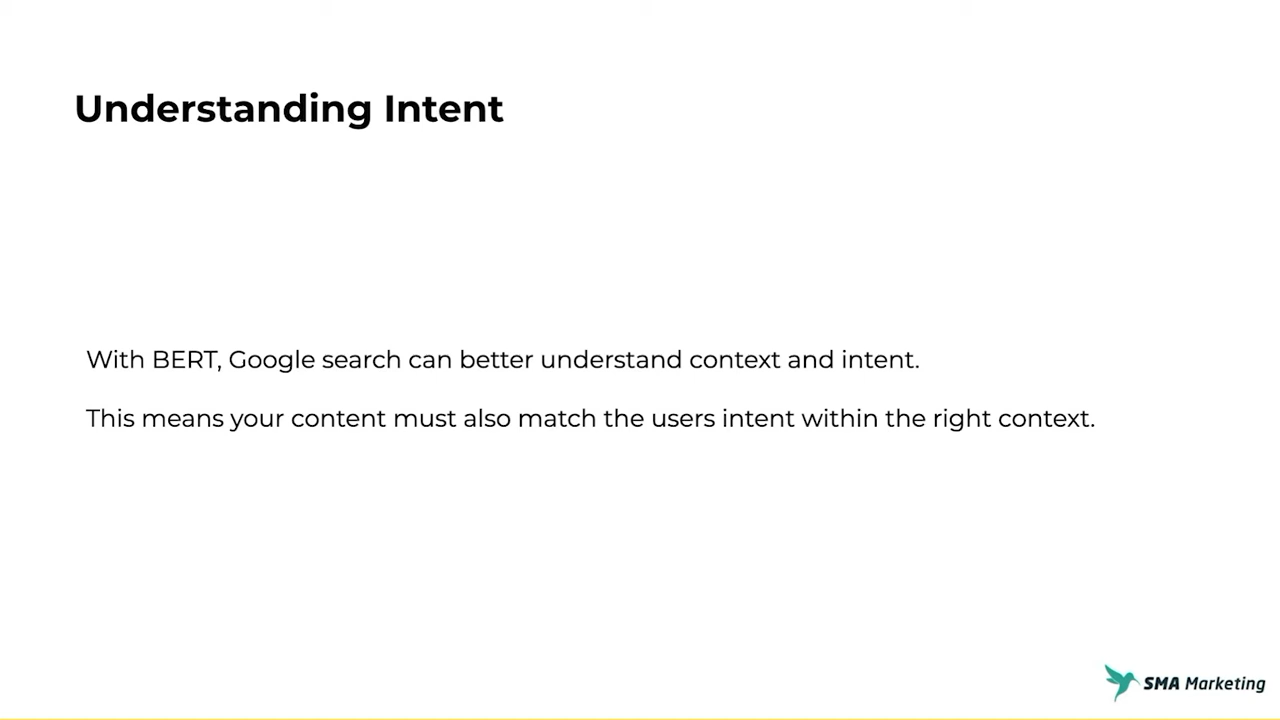 Understanding Intent
With BERT, Google search can better understand context and intent.
This means your content must also match the users intent within the right context.
SMA Marketing